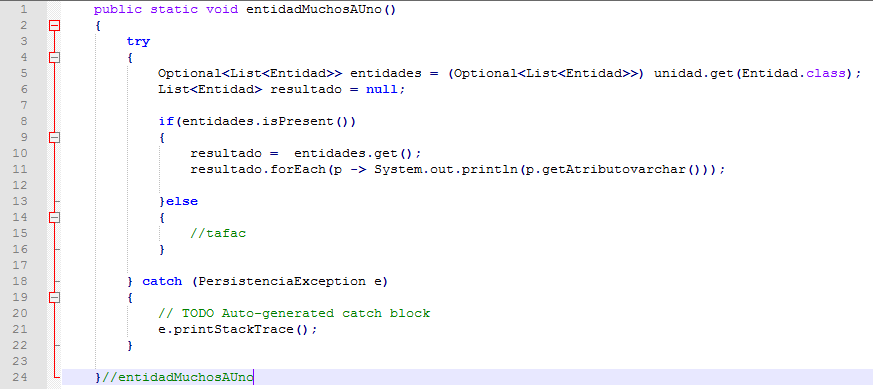 1 public static void entidadMuchosAUno()
2 {
3 try
4 {
5 Optional<List<Entidad>> entidades = (Optional<List<Entidad>>) unidad.get(Entidad.class);
6 List<Entidad> resultado = null;
7
8 if(entidades.isPresent())
9 {
10 resultado =  entidades.get();
11 resultado.forEach(p -> System.out.println(p.getAtributovarchar()));
12
13 }else
14 {
15 //tafac
16 }
17
18 } catch (PersistenciaException e)
19 {
20 // TODO Auto-generated catch block
21 e.printStackTrace();
22 }
23
24 }//entidadMuchosAUno